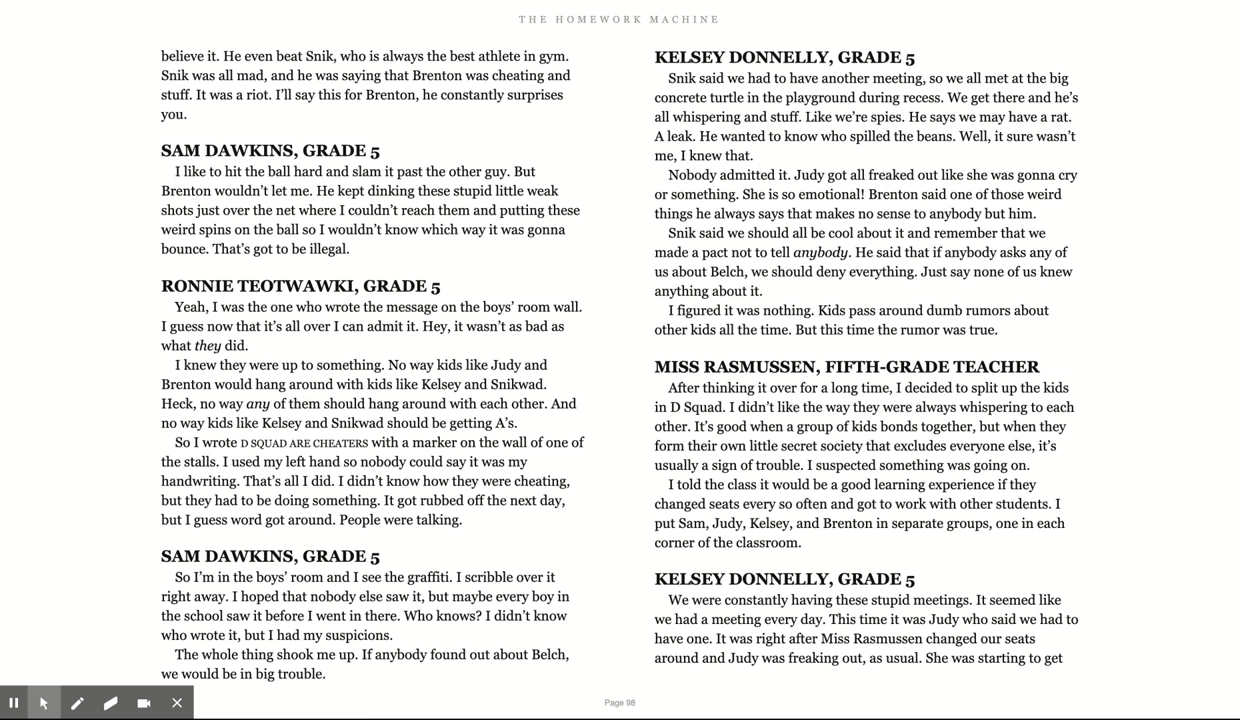 THE HOMEWORK MACHINE
believe it. He even beat Snik, who is always the best athlete in gym.
Snik was all mad, and he was saying that Brenton was cheating and
stuff. It was a riot. I’ll say this for Brenton, he constantly surprises
you.
SAM DAWKINS, GRADE 5
I like to hit the ball hard and slam it past the other guy. But
Brenton wouldn’t let me. He kept dinking these stupid little weak
shots just over the net where I couldn’t reach them and putting these
weird spins on the ball so I wouldn’t know which way it was gonna
bounce. That’s got to be illegal.
RONNIE TEOTWAWKI, GRADE 5
Yeah, I was the one who wrote the message on the boys’ room wall.
I guess now that it’s all over I can admit it. Hey, it wasn’t as bad as
what they did.
I knew they were up to something. No way kids like Judy and
Brenton would hang around with kids like Kelsey and Snikwad.
Heck, no way any of them should hang around with each other. And
no way kids like Kelsey and Snikwad should be getting A’s.
So I wrote D SQUAD ARE CHEATERS with a marker on the wall of one of
the stalls. I used my left hand so nobody could say it was my
handwriting. That’s all I did. I didn’t know how they were cheating,
but they had to be doing something. It got rubbed off the next day,
but I guess word got around. People were talking.
SAM DAWKINS, GRADE 5
So I’m in the boys’ room and I see the graffiti. I scribble over it
right away. I hoped that nobody else saw it, but maybe every boy in
the school saw it before I went in there. Who knows? I didn’t know
who wrote it, but I had my suspicions.
The whole thing shook me up. If anybody found out about Belch,
we would be in big trouble.
KELSEY DONNELLY, GRADE 5
Snik said we had to have another meeting, so we all met at the big
concrete turtle in the playground during recess. We get there and he’s
all whispering and stuff. Like we’re spies. He says we may have a rat.
A leak. He wanted to know who spilled the beans. Well, it sure wasn’t
me, I knew that.
Nobody admitted it. Judy got all freaked out like she was gonna cry
or something. She is so emotional! Brenton said one of those weird
things he always says that makes no sense to anybody but him.
Snik said we should all be cool about it and remember that we
made a pact not to tell anybody. He said that if anybody asks any of
us about Belch, we should deny everything. Just say none of us knew
anything about it.
I figured it was nothing. Kids pass around dumb rumors about
other kids all the time. But this time the rumor was true.
MISS RASMUSSEN, FIFTH-GRADE TEACHER
After thinking it over for a long time, I decided to split up the kids
in D Squad. I didn’t like the way they were always whispering to each
other. It’s good when a group of kids bonds together, but when they
form their own little secret society that excludes everyone else, it’s
usually a sign of trouble. I suspected something was going on.
I told the class it would be a good learning experience if they
changed seats every so often and got to work with other students. I
put Sam, Judy, Kelsey, and Brenton in separate groups, one in each
corner of the classroom.
KELSEY DONNELLY, GRADE 5
We were constantly having these stupid meetings. It seemed like
we had a meeting every day. This time it was Judy who said we had to
have one. It was right after Miss Rasmussen changed our seats
around and Judy was freaking out, as usual. She was starting to get
Page 98